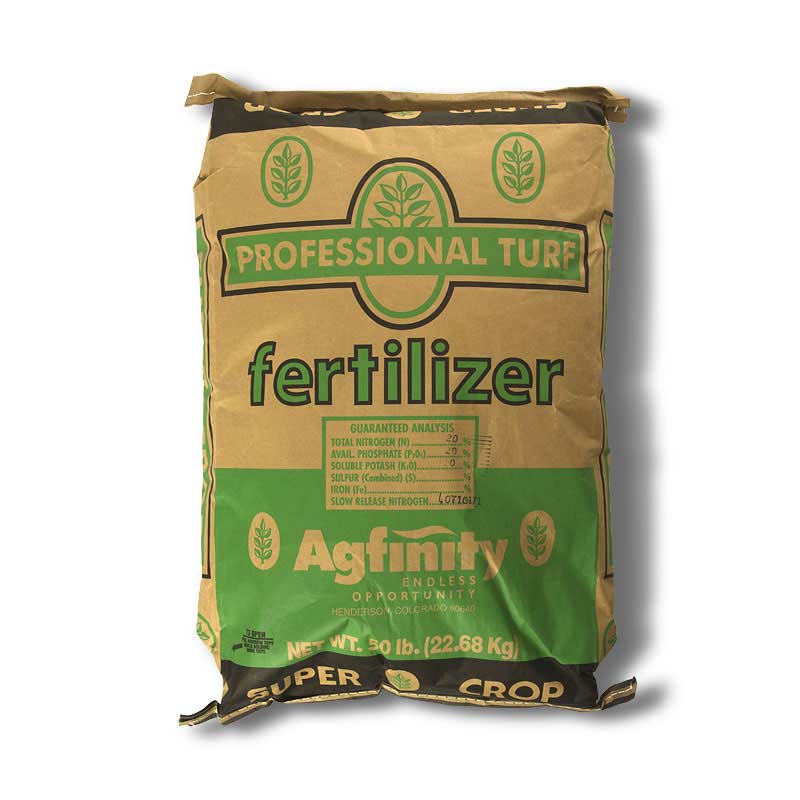 PROFESSIONAL TURF
fertilizer
GUARANTEED ANALYSIS
TOTAL NITROGEN (N)..........20..%
AVAIL. PHOSPHATE (P₂O₅)..........20..%
SOLUBLE POTASH (K₂O)..........0..%
SULFUR (Combined) (S)..........%
IRON (Fe)..........%
SLOW RELEASE NITROGEN....
Agfinity
ENDLESS
OPPORTUNITY
HENDERSON, COLORADO 80640
TO OPEN
NET WT. 50 lb. (22.68 Kg)
SUPER CROP